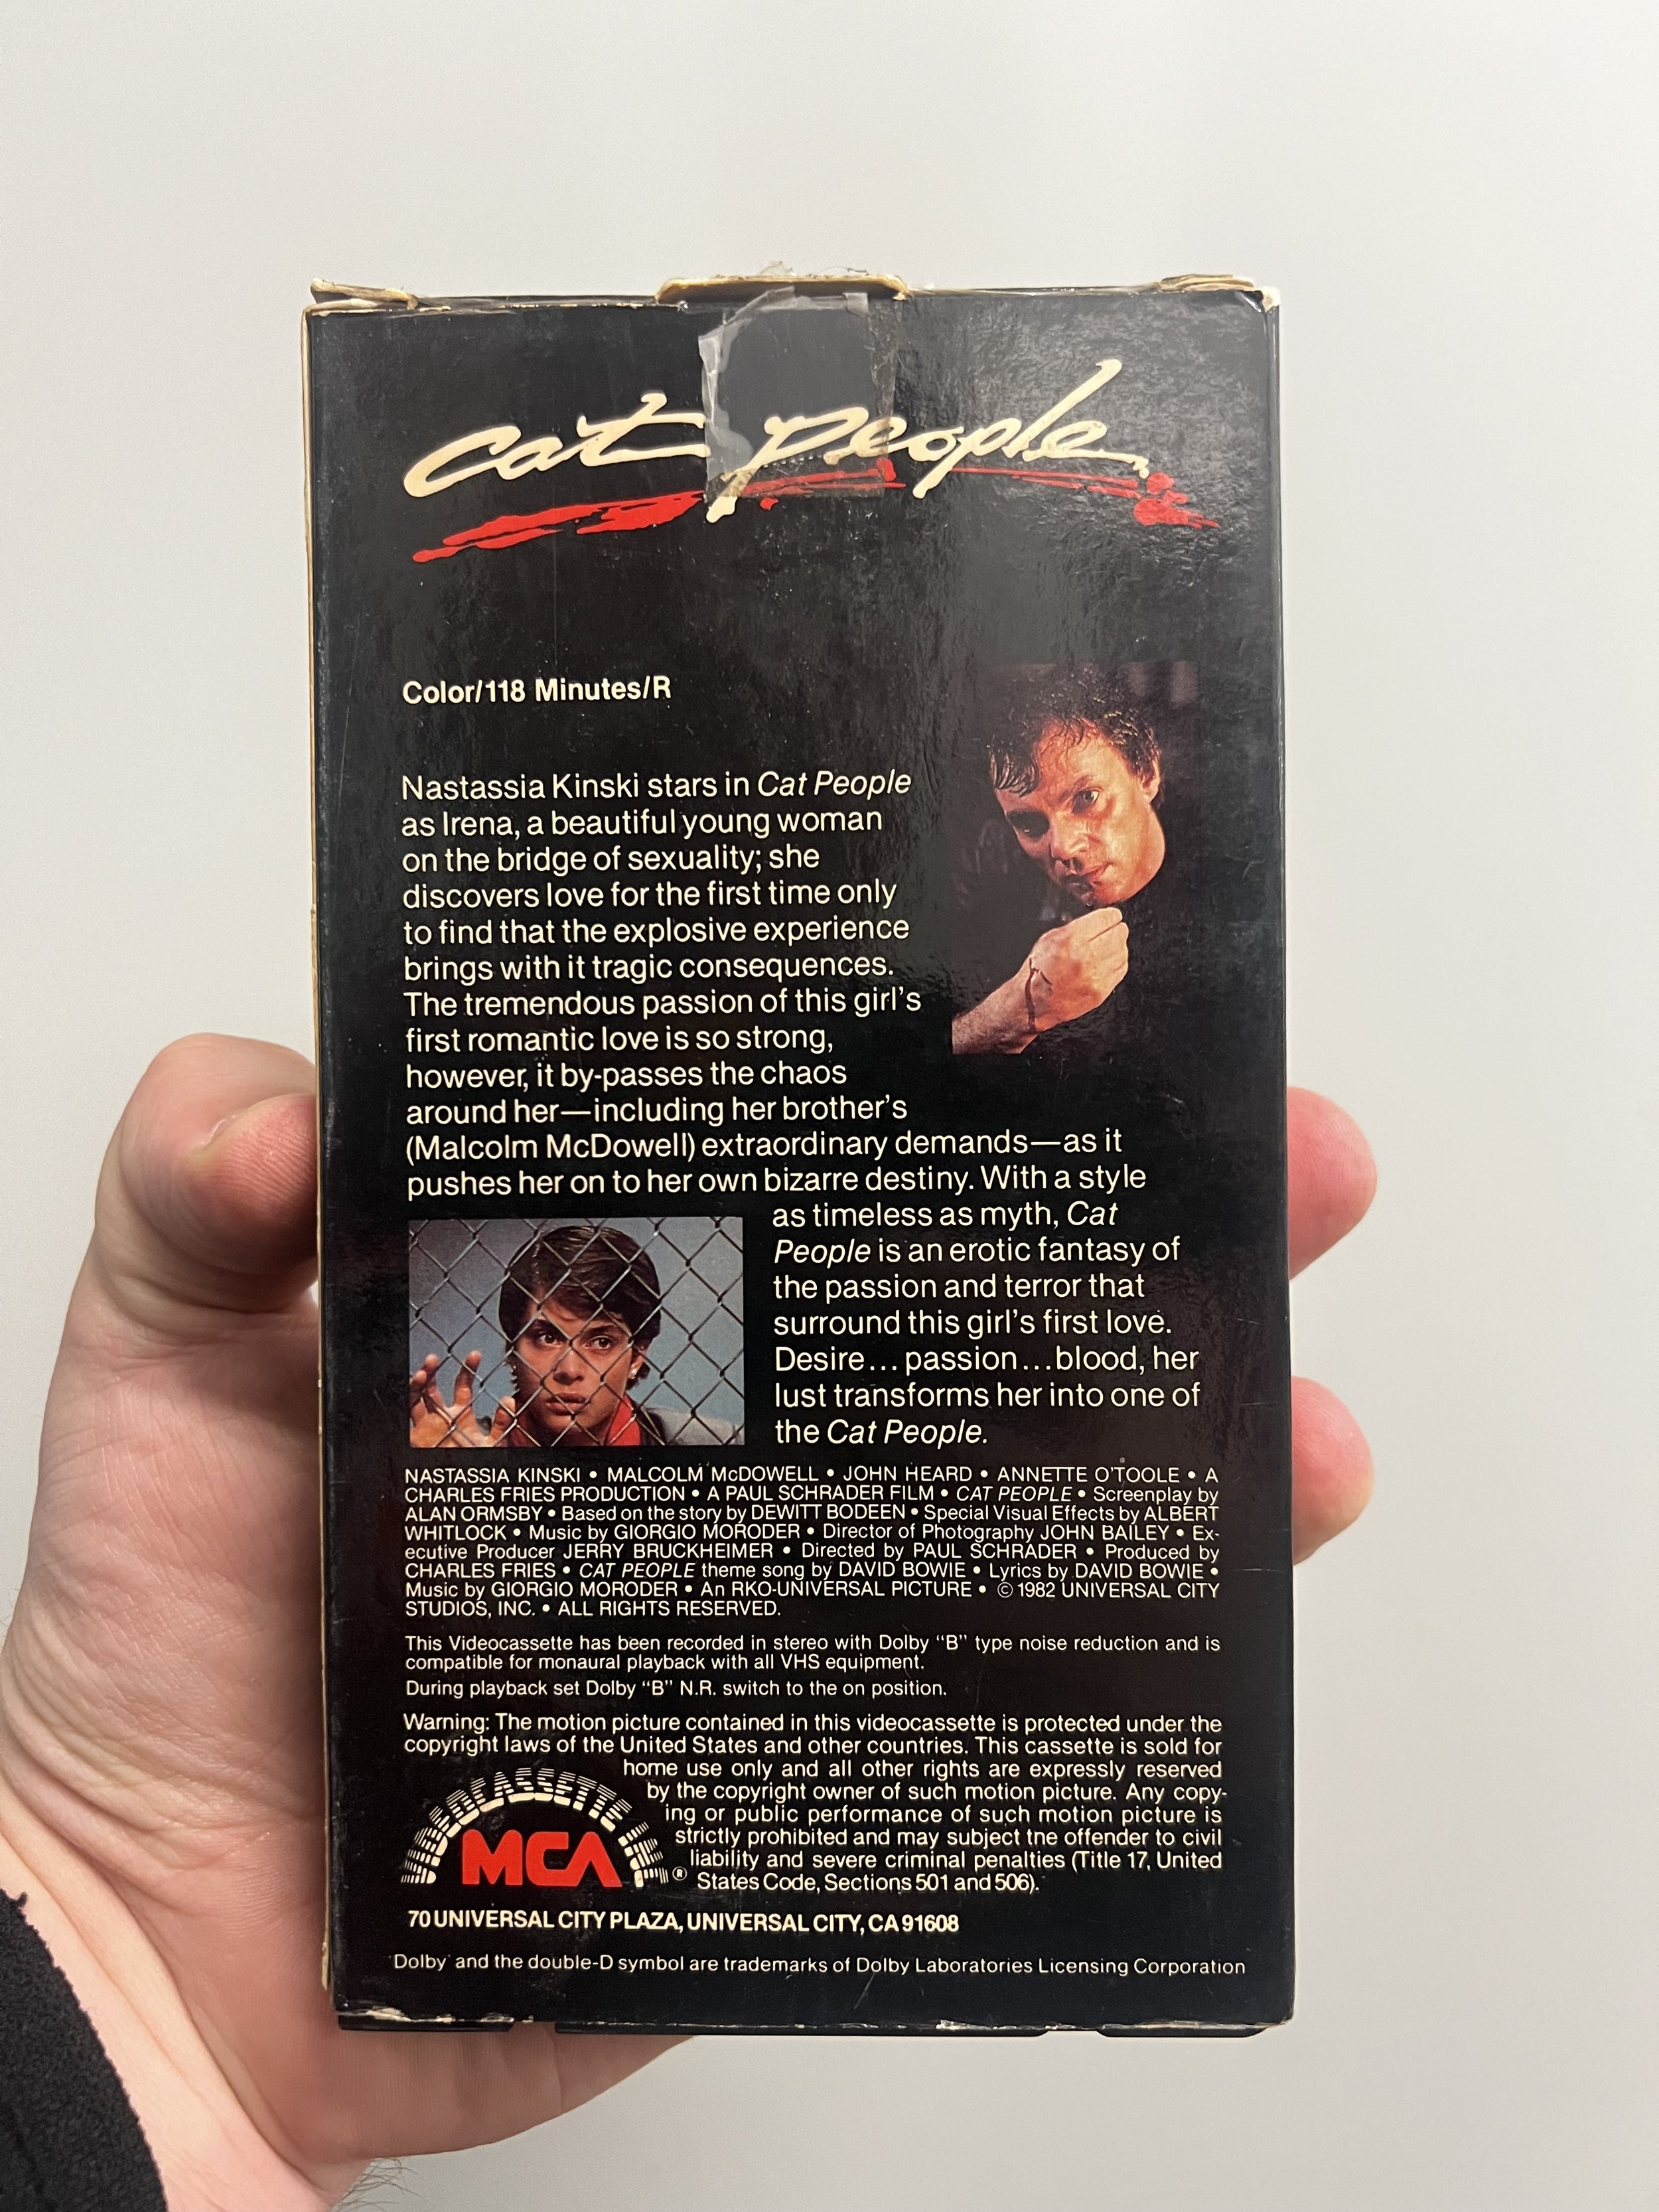 cat people
Color/118 Minutes/R
Nastassia Kinski stars in Cat People
as Irena, a beautiful young woman
on the bridge of sexuality; she
discovers love for the first time only
to find that the explosive experience
brings with it tragic consequences.
The tremendous passion of this girl's
first romantic love is so strong,
however, it by-passes the chaos
around her—including her brother's
(Malcolm McDowell) extraordinary demands—as it
pushes her on to her own bizarre destiny. With a style
as timeless as myth, Cat
People is an erotic fantasy of
the passion and terror that
surround this girl's first love.
Desire...passion...blood, her
lust transforms her into one of
the Cat People.
NASTASSIA KINSKI • MALCOLM McDOWELL • JOHN HEARD • ANNETTE O'TOOLE • A
CHARLES FRIES PRODUCTION • A PAUL SCHRADER FILM • CAT PEOPLE • Screenplay by
ALAN ORMSBY • Based on the story by DEWITT BODEEN • Special Visual Effects by ALBERT
WHITLOCK • Music by GIORGIO MORODER • Director of Photography JOHN BAILEY • Ex-
ecutive Producer JERRY BRUCKHEIMER • Directed by PAUL SCHRADER • Produced by
CHARLES FRIES • CAT PEOPLE theme song by DAVID BOWIE • Lyrics by DAVID BOWIE •
Music by GIORGIO MORODER • An RKO-UNIVERSAL PICTURE • © 1982 UNIVERSAL CITY
STUDIOS, INC. • ALL RIGHTS RESERVED.
This Videocassette has been recorded in stereo with Dolby "B" type noise reduction and is
compatible for monaural playback with all VHS equipment.
During playback set Dolby "B" N.R. switch to the on position.
Warning: The motion picture contained in this videocassette is protected under the
copyright laws of the United States and other countries. This cassette is sold for
home use only and all other rights are expressly reserved
by the copyright owner of such motion picture. Any copy-
ing or public performance of such motion picture is
strictly prohibited and may subject the offender to civil
liability and severe criminal penalties (Title 17, United
States Code, Sections 501 and 506).
VIDEOCASSETTE INC.
MCA ®
70 UNIVERSAL CITY PLAZA, UNIVERSAL CITY, CA 91608
Dolby and the double-D symbol are trademarks of Dolby Laboratories Licensing Corporation